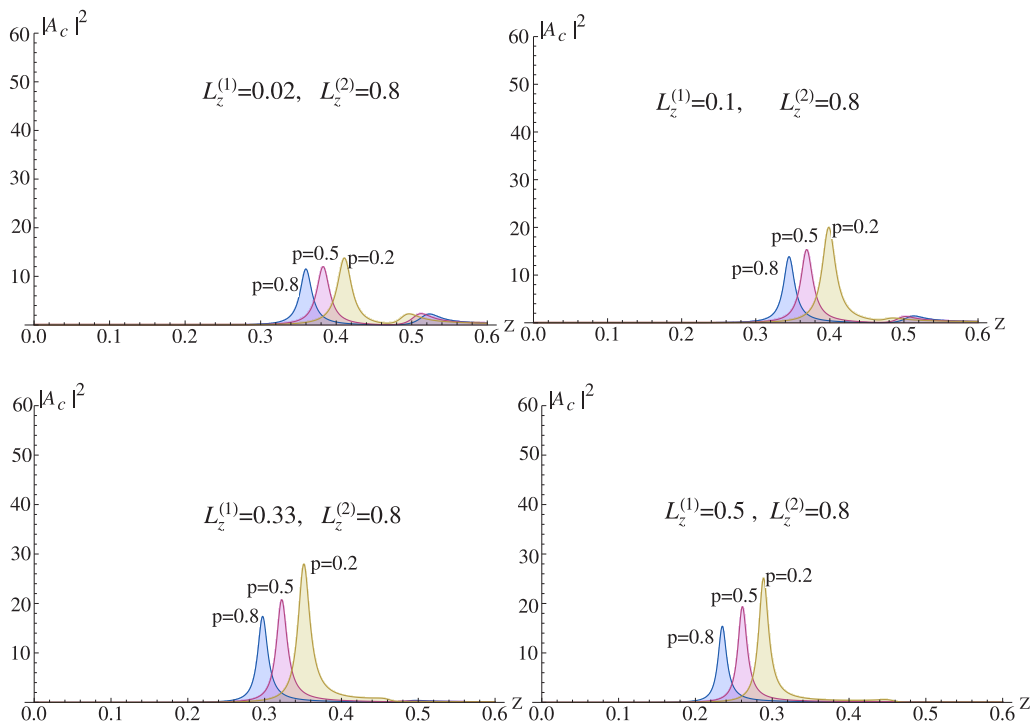 |A_c|^2
60
50
40
30
20
10
L_z^{(1)}=0.02, L_z^{(2)}=0.8
p=0.8
p=0.5
p=0.2
0.0 0.1 0.2 0.3 0.4 0.5 0.6 Z
|A_c|^2
60
50
40
30
20
10
L_z^{(1)}=0.1, L_z^{(2)}=0.8
p=0.8
p=0.5
p=0.2
0.0 0.1 0.2 0.3 0.4 0.5 0.6 Z
|A_c|^2
60
50
40
30
20
10
L_z^{(1)}=0.33, L_z^{(2)}=0.8
p=0.8
p=0.5
p=0.2
0.0 0.1 0.2 0.3 0.4 0.5 0.6 Z
|A_c|^2
60
50
40
30
20
10
L_z^{(1)}=0.5 , L_z^{(2)}=0.8
p=0.8
p=0.5
p=0.2
0.0 0.1 0.2 0.3 0.4 0.5 0.6 Z